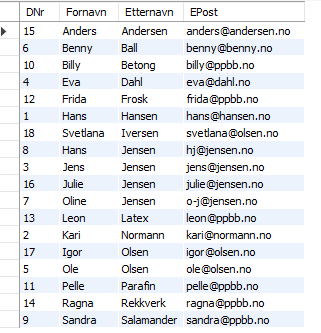 DNr Fornavn Etternavn EPost
15 Anders Andersen anders@andersen.no
6 Benny Ball benny@benny.no
10 Billy Betong billy@ppbb.no
4 Eva Dahl eva@dahl.no
12 Frida Frosk frida@ppbb.no
1 Hans Hansen hans@hansen.no
18 Svetlana Iversen svetlana@olsen.no
8 Hans Jensen hj@jensen.no
3 Jens Jensen jens@jensen.no
16 Julie Jensen julie@jensen.no
7 Oline Jensen o-j@jensen.no
13 Leon Latex leon@ppbb.no
2 Kari Normann kari@normann.no
17 Igor Olsen igor@olsen.no
5 Ole Olsen ole@olsen.no
11 Pelle Parafin pelle@ppbb.no
14 Ragna Rekkverk ragna@ppbb.no
9 Sandra Salamander sandra@ppbb.no